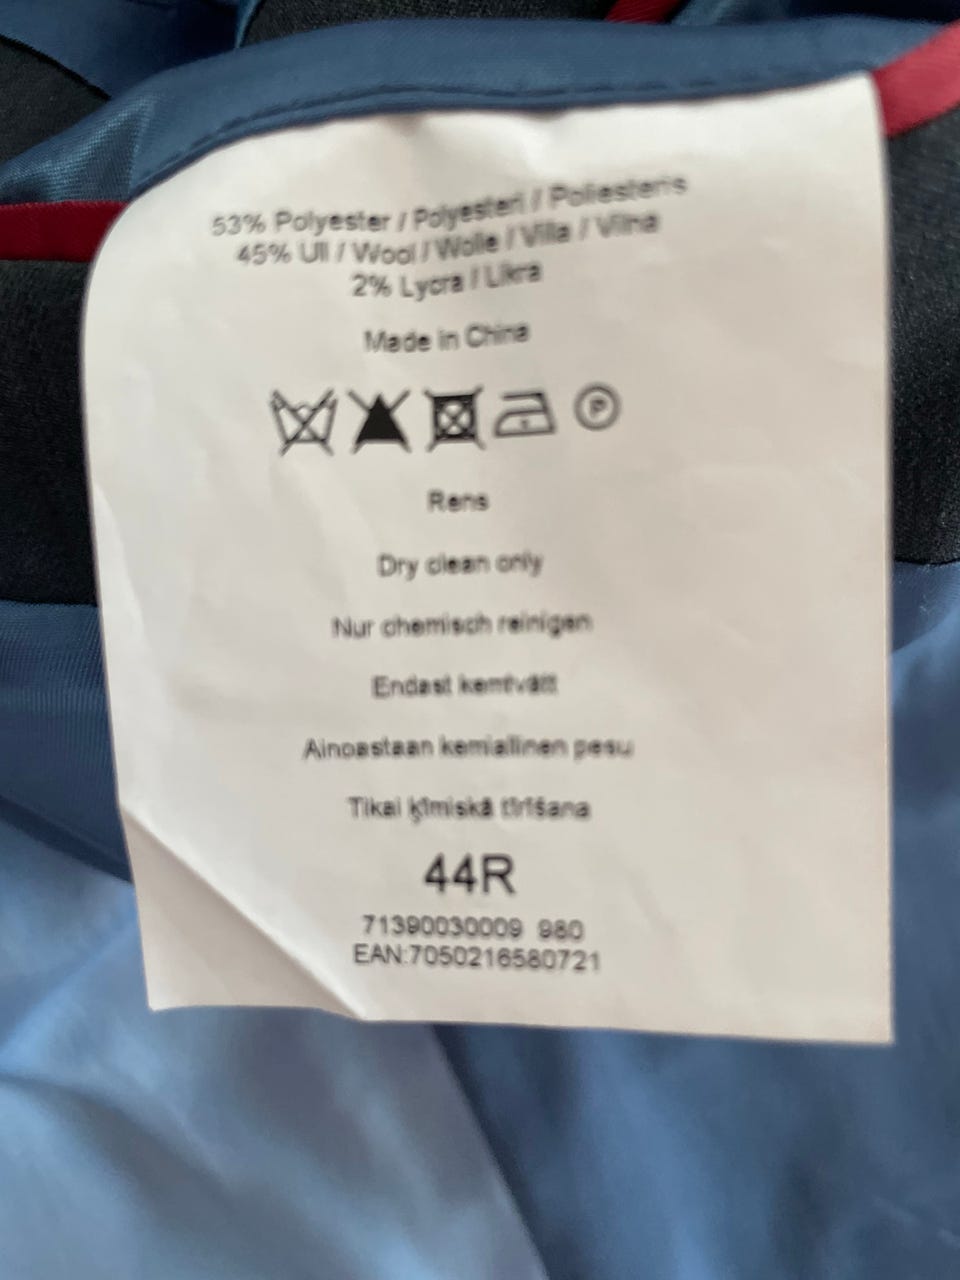 53% Polyester / Polyesteri / Poliesteris
45% Ull / Wool / Wolle / Villa / Vilna
2% Lycra / Likra
Made in China
P
Rens
Dry clean only
Nur chemisch reinigen
Endast kemtvätt
Ainoastaan kemiallinen pesu
Tikai ķīmiskā tīrīšana
44R
71390030009 980
EAN:7050216580721